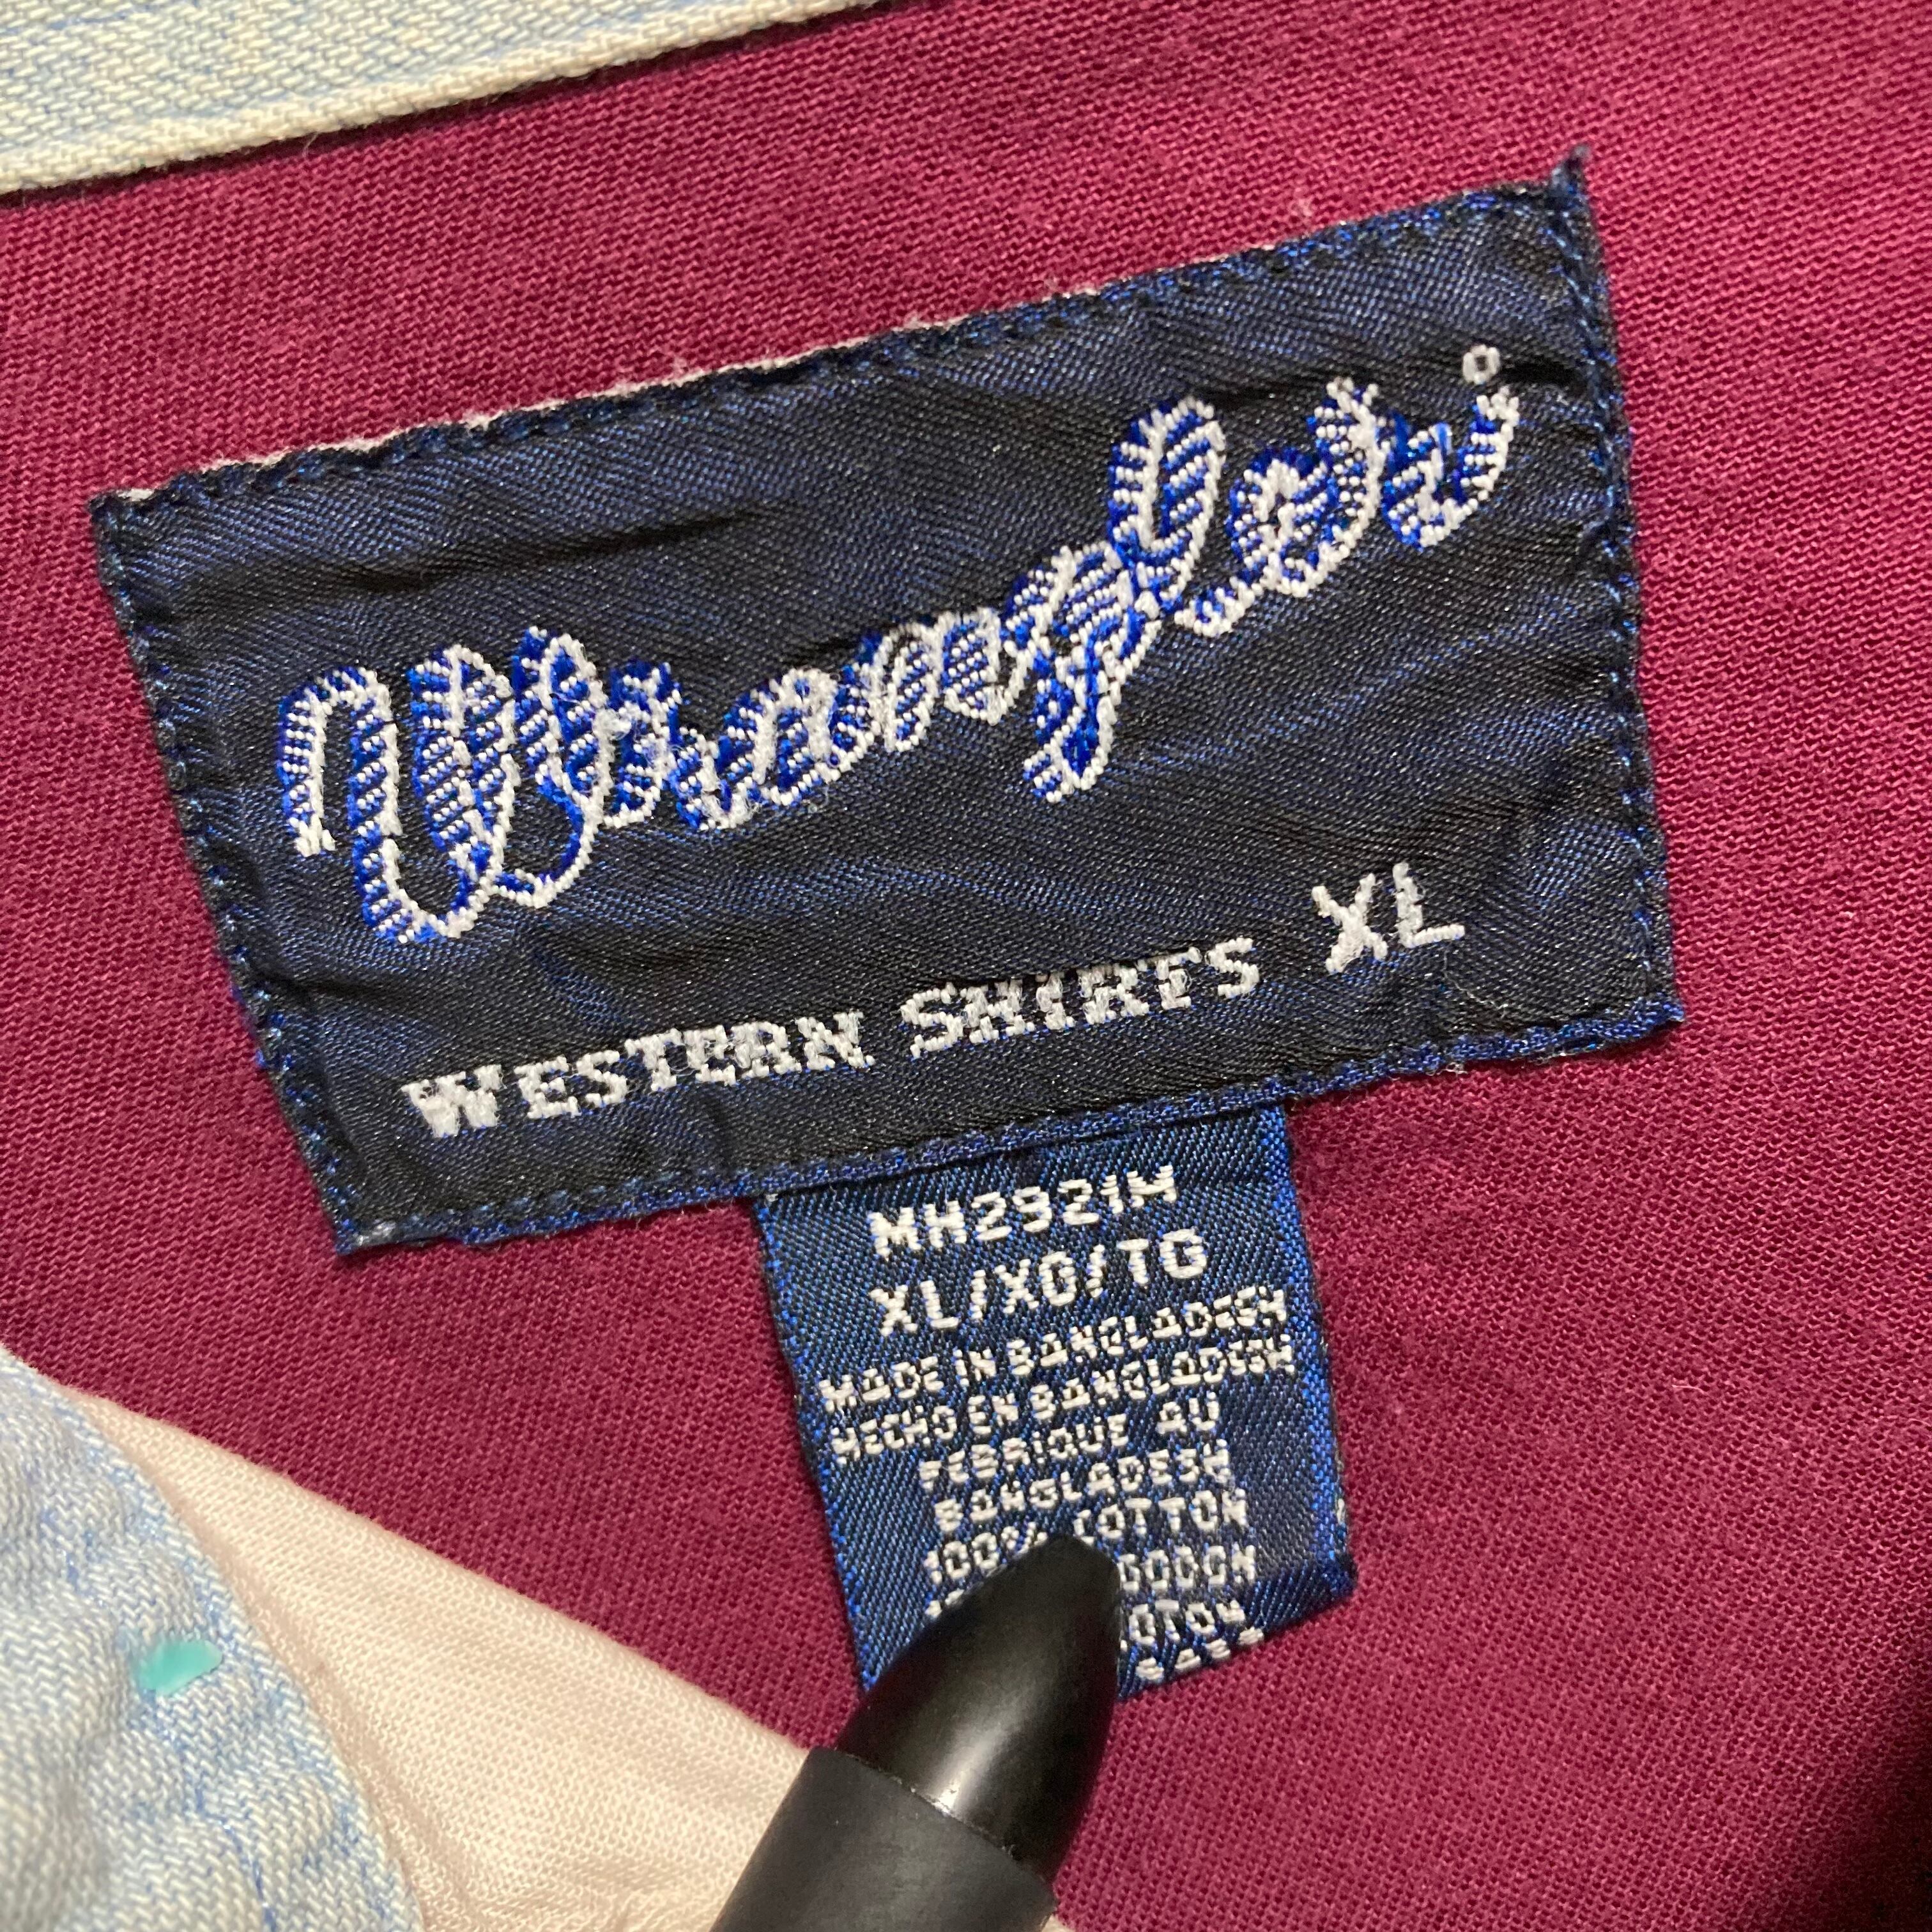 Wrangler
WESTERN SHIRTS XL
MH2921M
XL/XG/TG
MADE IN BANGLADESH
HECHO EN BANGLADESH
FABRIQUE AU
BANGLADESH
100% COTTON